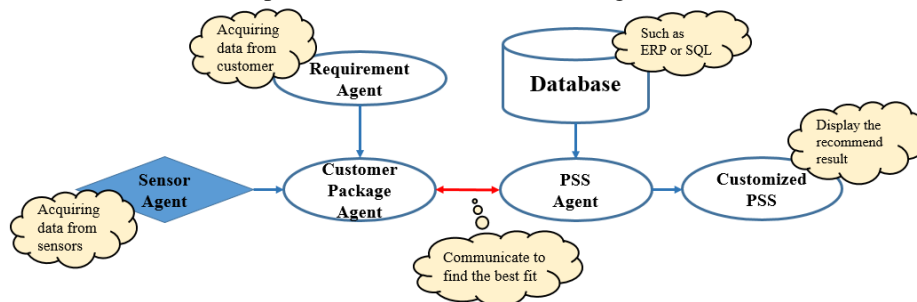 Acquiring
data from
customer
Requirement
Agent
Such as
ERP or SQL
Database
Display the
recommend
result
Sensor
Agent
Customer
Package
Agent
PSS
Agent
Customized
PSS
Acquiring
data from
sensors
Communicate to
find the best fit